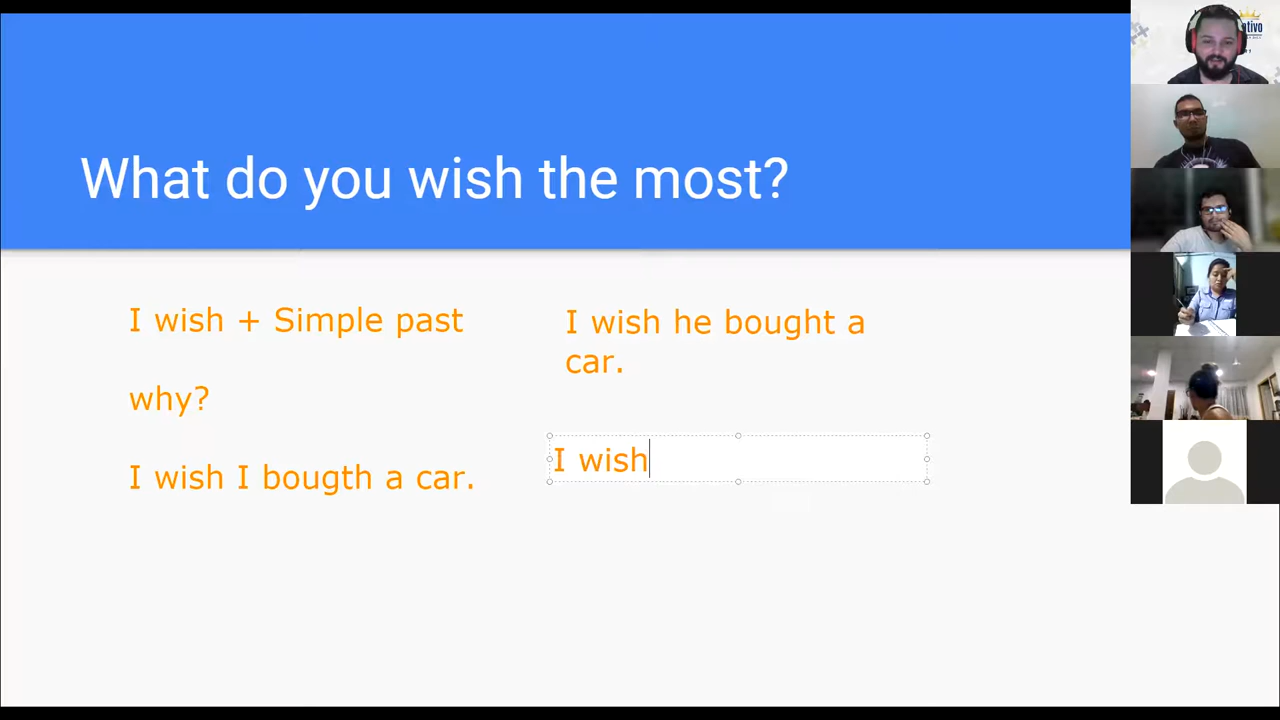 What do you wish the most?
I wish + Simple past
why?
I wish I bougth a car.
I wish he bought a
car.
I wish